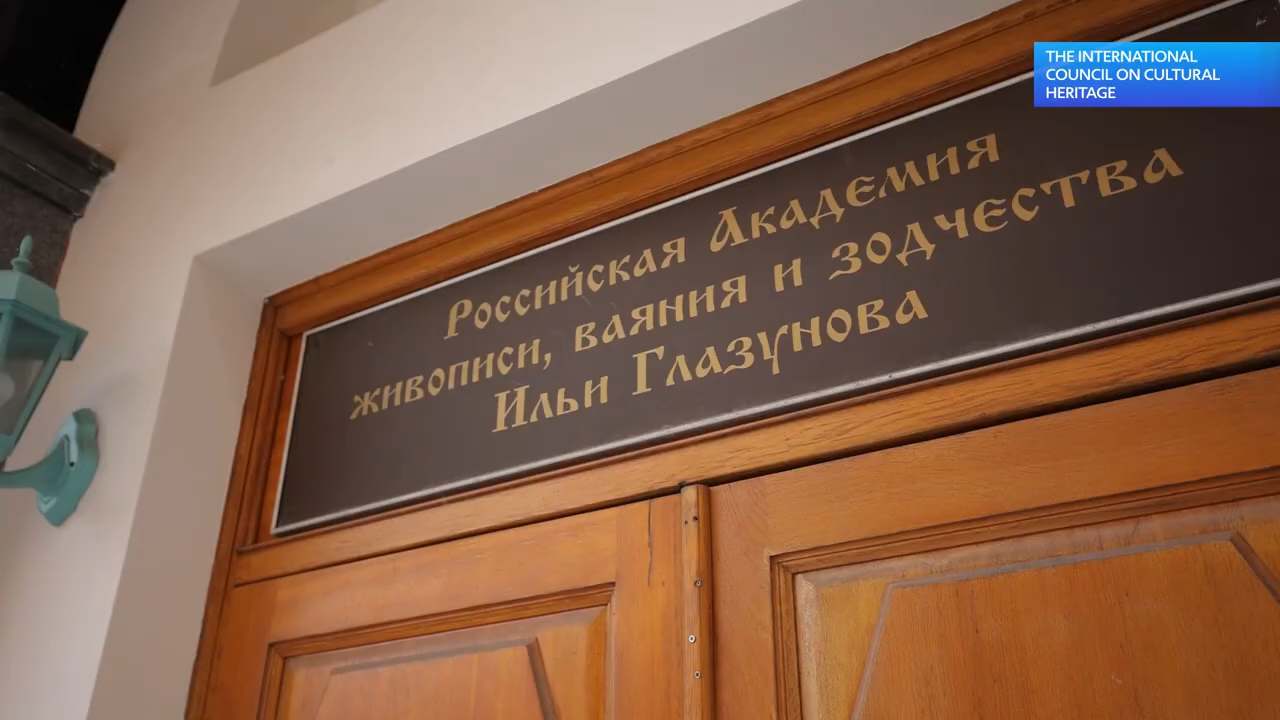 THE INTERNATIONAL
COUNCIL ON CULTURAL
HERITAGE
Российская Академия
живописи, ваяния и зодчества
Ильи Глазунова